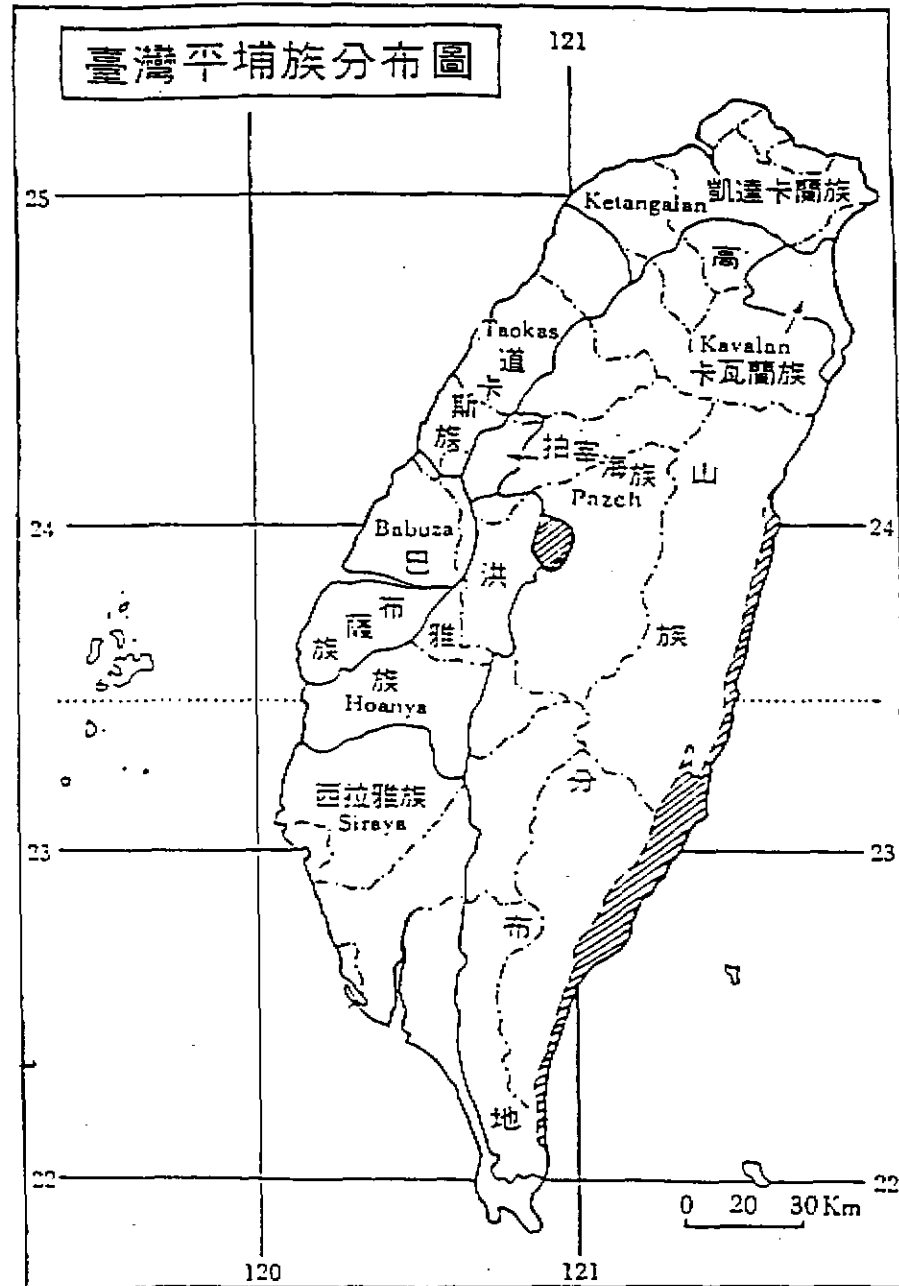 臺灣平埔族分布圖
121
25
Ketangalan 凱達卡蘭族
高
Taokas
道
卡
斯
族
Kavalan
卡瓦蘭族
拍宰海族
Pazeh
山
24
24
Babuza
巴
布
薩
族
洪
雅
族
Hoanya
族
分
西拉雅族
Siraya
23
23
布
地
22
22
0 20 30 Km
120
121